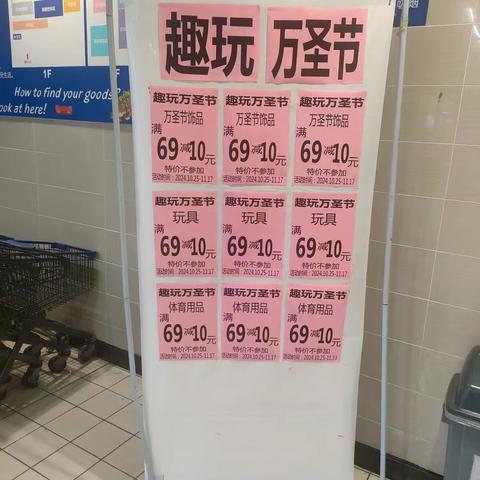 趣玩 万圣节
趣玩万圣节
万圣节饰品
满69减10元
特价不参加
活动时间：2024.10.25-11.17
趣玩万圣节
万圣节饰品
满69减10元
特价不参加
活动时间：2024.10.25-11.17
趣玩万圣节
万圣节饰品
满69减10元
特价不参加
活动时间：2024.10.25-11.17
趣玩万圣节
玩具
满69减10元
特价不参加
活动时间：2024.10.25-11.17
趣玩万圣节
玩具
满69减10元
特价不参加
活动时间：2024.10.25-11.17
趣玩万圣节
玩具
满69减10元
特价不参加
活动时间：2024.10.25-11.17
趣玩万圣节
体育用品
满69减10元
特价不参加
活动时间：2024.10.25-11.17
趣玩万圣节
体育用品
满69减10元
特价不参加
活动时间：2024.10.25-11.17
趣玩万圣节
体育用品
满69减10元
特价不参加
活动时间：2024.10.25-11.17
1F
How to find your goods
ook at here!